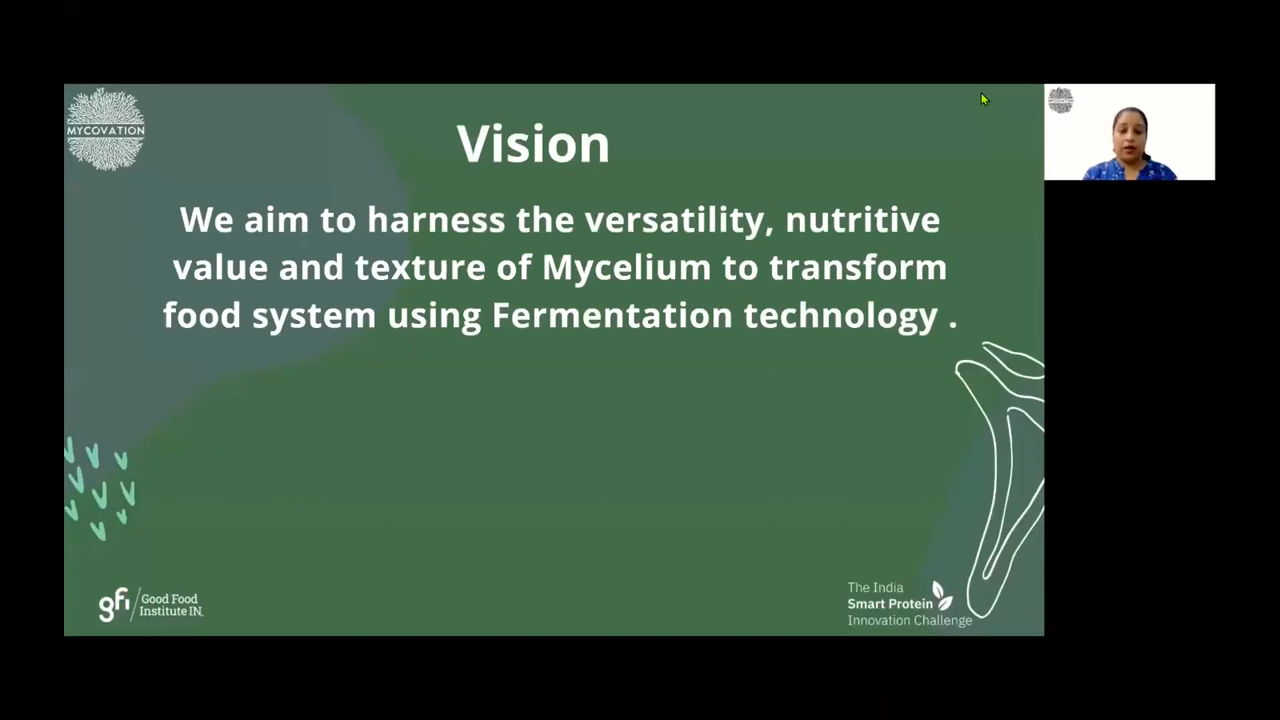 MYCOVATION
Vision
We aim to harness the versatility, nutritive
value and texture of Mycelium to transform
food system using Fermentation technology .
gfi
Good Food
Institute IN.
The India
Smart Protein
Innovation Challenge
MYCOVATION